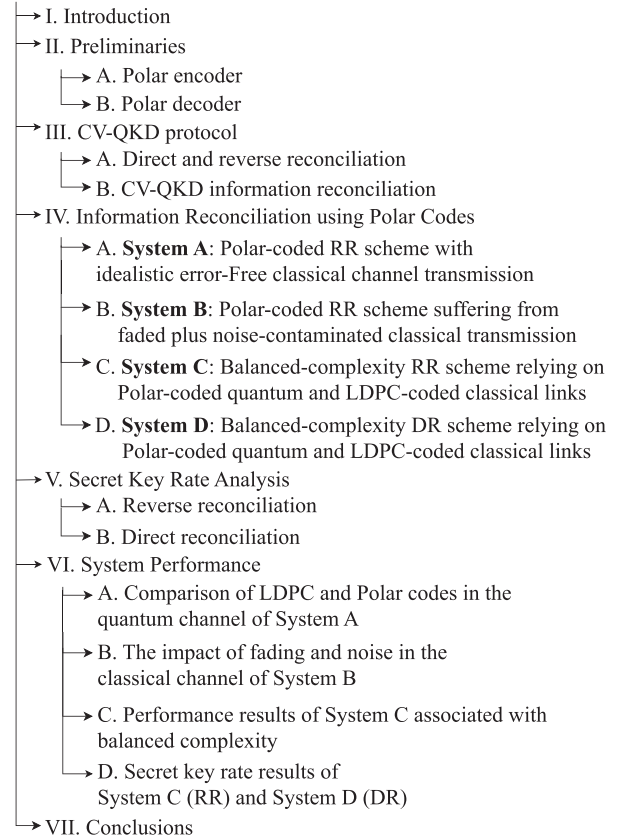 I. Introduction
II. Preliminaries
A. Polar encoder
B. Polar decoder
III. CV-QKD protocol
A. Direct and reverse reconciliation
B. CV-QKD information reconciliation
IV. Information Reconciliation using Polar Codes
A. System A: Polar-coded RR scheme with
idealistic error-Free classical channel transmission
B. System B: Polar-coded RR scheme suffering from
faded plus noise-contaminated classical transmission
C. System C: Balanced-complexity RR scheme relying on
Polar-coded quantum and LDPC-coded classical links
D. System D: Balanced-complexity DR scheme relying on
Polar-coded quantum and LDPC-coded classical links
V. Secret Key Rate Analysis
A. Reverse reconciliation
B. Direct reconciliation
VI. System Performance
A. Comparison of LDPC and Polar codes in the
quantum channel of System A
B. The impact of fading and noise in the
classical channel of System B
C. Performance results of System C associated with
balanced complexity
D. Secret key rate results of
System C (RR) and System D (DR)
VII. Conclusions